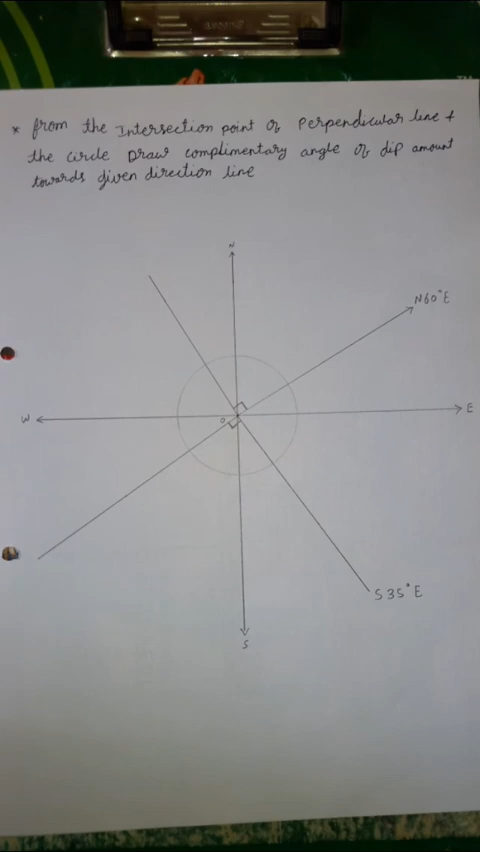 * from the Intersection point of Perpendicular line +
the circle Draw complimentary angle of dip amount
towards given direction line
N
N60°E
W
O
E
S35°E
S